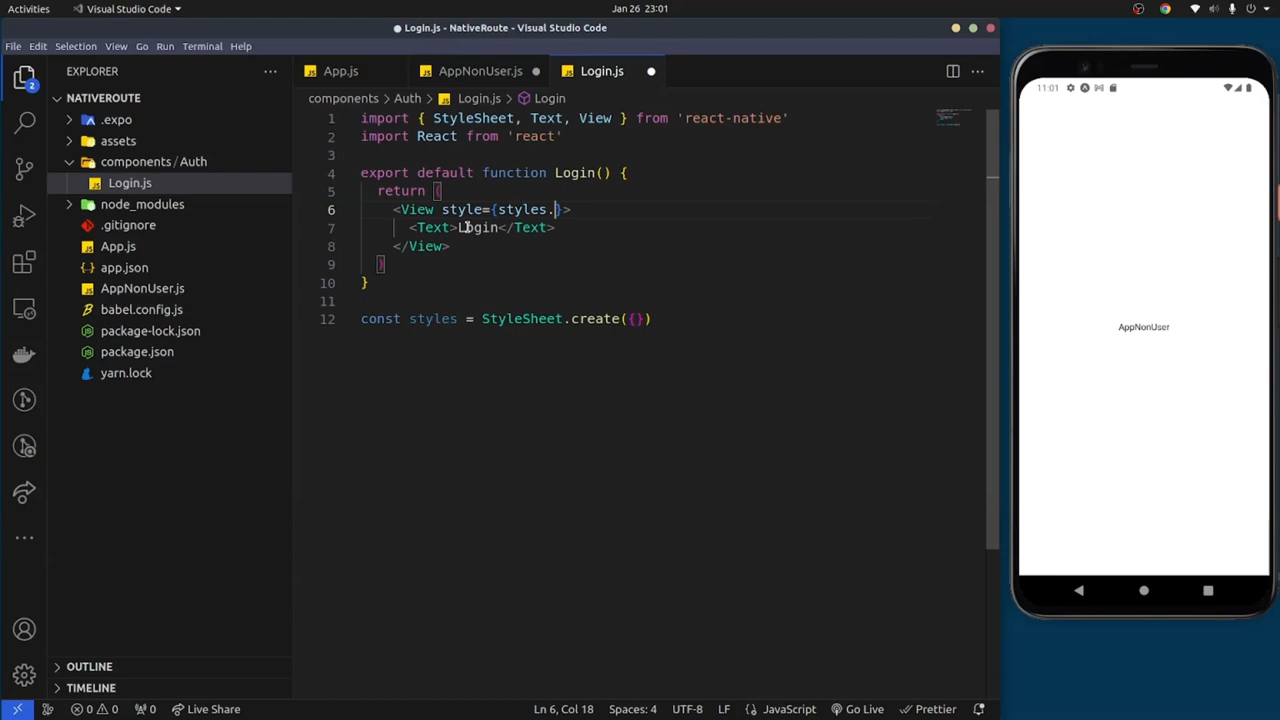 Activities
Visual Studio Code
Jan 26 23:01
Login.js - NativeRoute - Visual Studio Code
File Edit Selection View Go Run Terminal Help
EXPLORER
App.js
AppNonUser.js
Login.js
NATIVEROUTE
components > Auth > Login.js > Login
.expo
assets
components / Auth
Login.js
node_modules
.gitignore
App.js
app.json
AppNonUser.js
babel.config.js
package-lock.json
package.json
yarn.lock
2
1 import { StyleSheet, Text, View } from 'react-native'
2 import React from 'react'
3
4 export default function Login() {
5 return (
6 <View style={styles.}>
7 <Text>Login</Text>
8 </View>
9 )
10 }
11
12 const styles = StyleSheet.create({})
11:01
AppNonUser
OUTLINE
TIMELINE
0 0 0 Live Share
Ln 6, Col 18 Spaces: 4 UTF-8 LF {} JavaScript Go Live Prettier